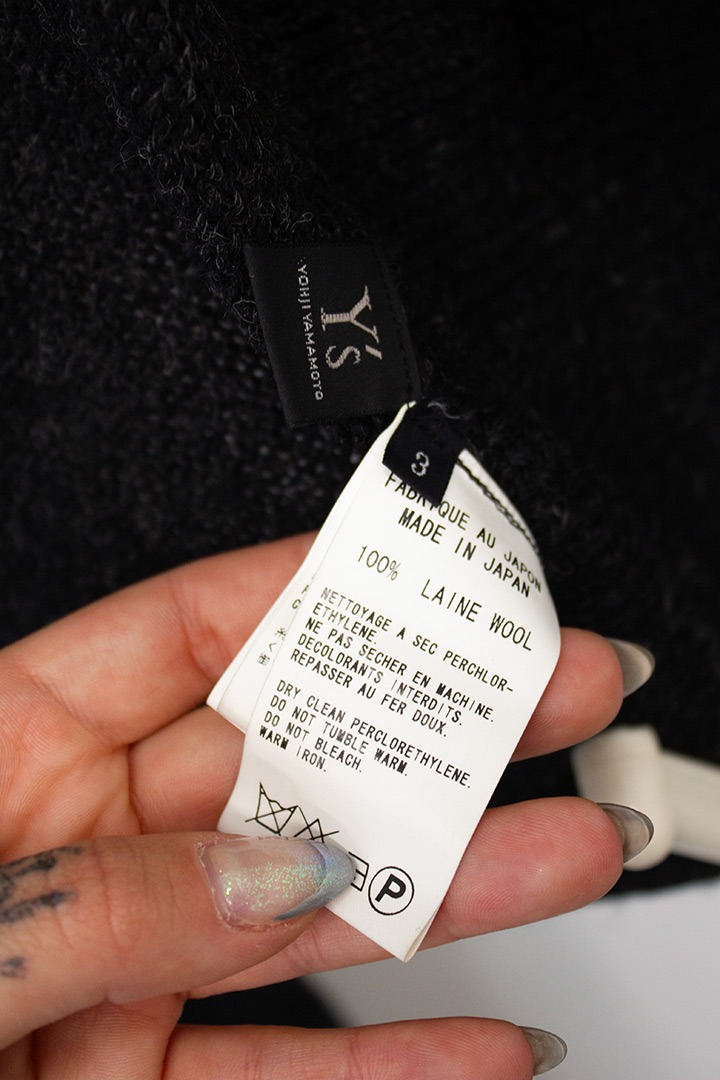 Y's
YOHJI YAMAMOTO
3
FABRIQUE AU JAPON
MADE IN JAPAN
100% LAINE WOOL
NETTOYAGE A SEC PERCHLOR-
ETHYLENE.
NE PAS SÉCHER EN MACHINE.
DECOLORANTS INTERDITS.
REPASSER AU FER DOUX.
DRY CLEAN PERCLORETHYLENE.
DO NOT TUMBLE WARM.
DO NOT BLEACH.
WARM IRON.
P